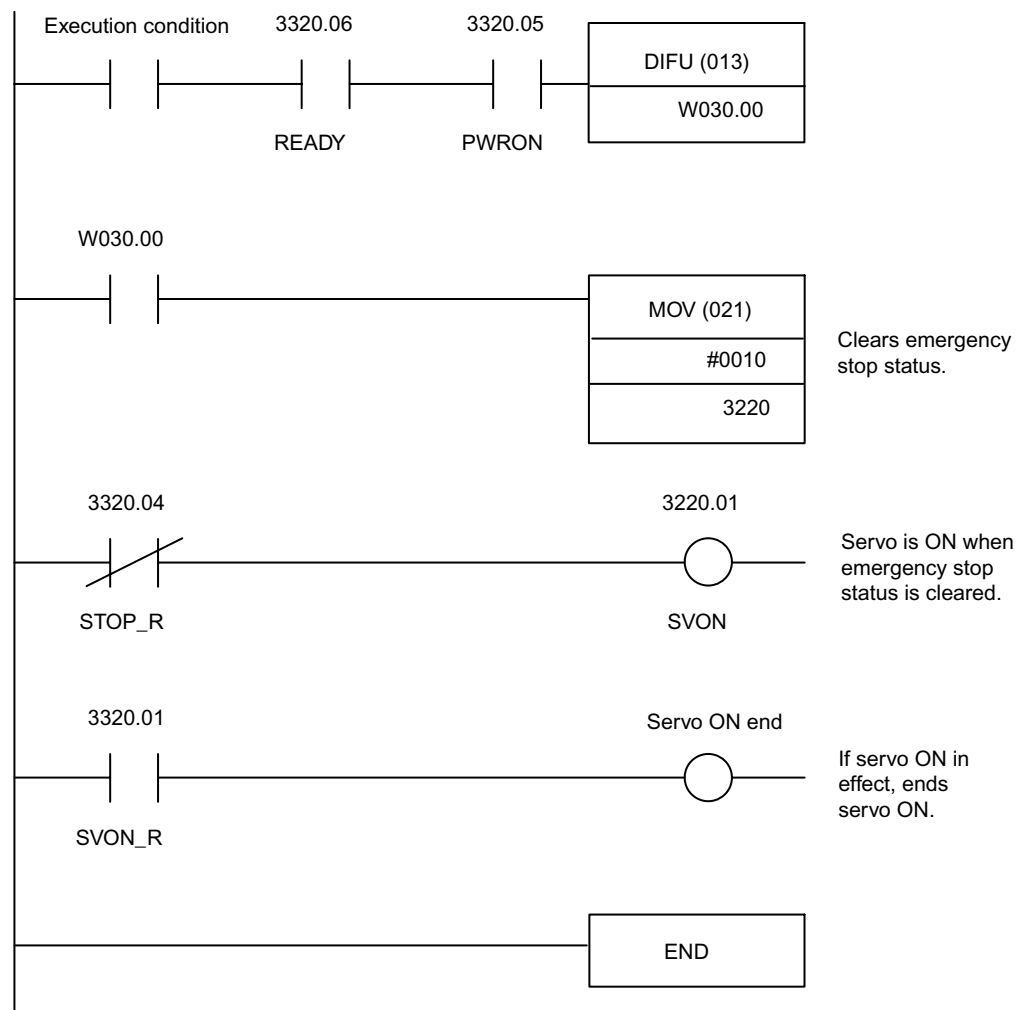 Execution condition 3320.06 3320.05
DIFU (013)
W030.00
READY PWRON
W030.00
MOV (021)
#0010
3220
Clears emergency
stop status.
3320.04 3220.01
STOP_R SVON
Servo is ON when
emergency stop
status is cleared.
3320.01 Servo ON end
SVON_R
If servo ON in
effect, ends
servo ON.
END